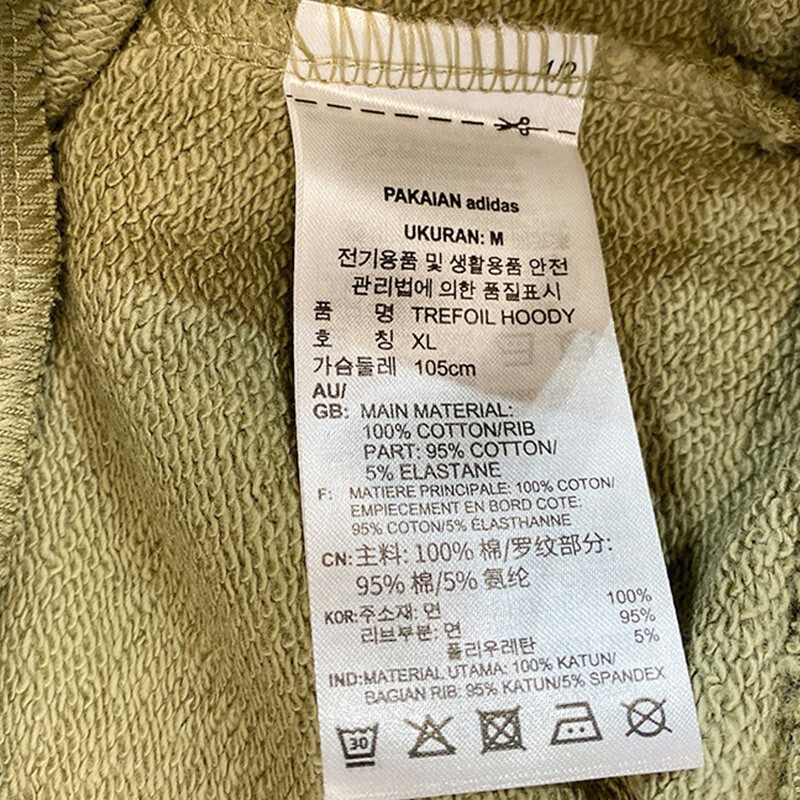 1/2
PAKAIAN adidas
UKURAN: M
전기용품 및 생활용품 안전
관리법에 의한 품질표시
품 명 TREFOIL HOODY
호 칭 XL
가슴둘레 105cm
AU/
GB: MAIN MATERIAL:
100% COTTON/RIB
PART: 95% COTTON/
5% ELASTANE
F: MATIERE PRINCIPALE: 100% COTON/
EMPIECEMENT EN BORD COTE:
95% COTON/5% ÉLASTHANNE
CN: 主料: 100% 棉/罗纹部分:
95% 棉/5% 氨纶
KOR: 주소재: 면 100%
리브부분: 면 95%
폴리우레탄 5%
IND: MATERIAL UTAMA: 100% KATUN/
BAGIAN RIB: 95% KATUN/5% SPANDEX
30